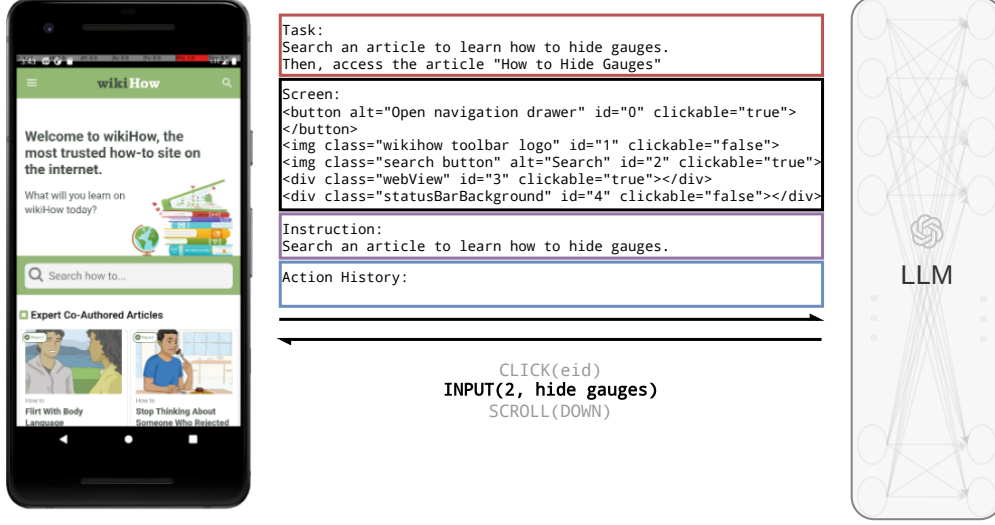 3:43
wikiHow
Welcome to wikiHow, the
most trusted how-to site on
the internet.
What will you learn on
wikiHow today?
Search how to...
Expert Co-Authored Articles
How to
Flirt With Body
Language
How to
Stop Thinking About
Someone Who Rejected
Task:
Search an article to learn how to hide gauges.
Then, access the article "How to Hide Gauges"
Screen:
<button alt="Open navigation drawer" id="0" clickable="true">
</button>
<img class="wikihow toolbar logo" id="1" clickable="false">
<img class="search button" alt="Search" id="2" clickable="true">
<div class="webView" id="3" clickable="true"></div>
<div class="statusBarBackground" id="4" clickable="false"></div>
Instruction:
Search an article to learn how to hide gauges.
Action History:
CLICK(eid)
INPUT(2, hide gauges)
SCROLL(DOWN)
LLM